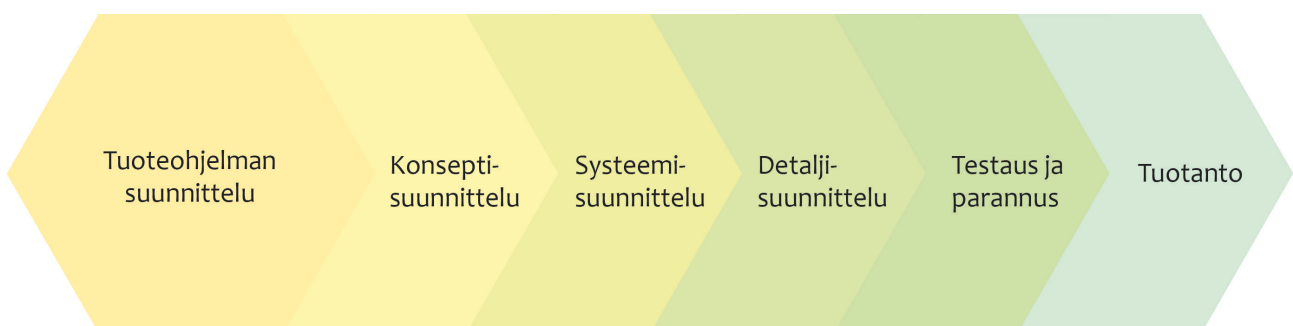 Tuoteohjelman
suunnittelu
Konsepti-
suunnittelu
Systeemi-
suunnittelu
Detalji-
suunnittelu
Testaus ja
parannus
Tuotanto